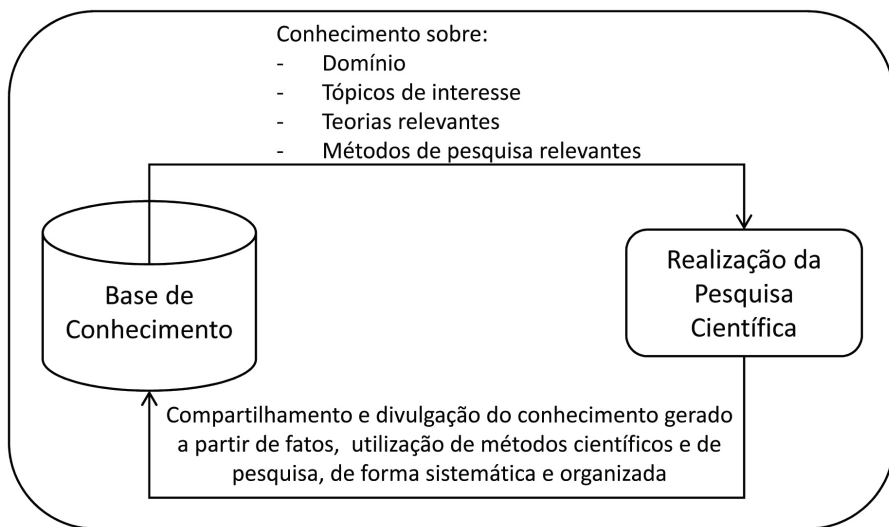 Conhecimento sobre:
- Domínio
- Tópicos de interesse
- Teorias relevantes
- Métodos de pesquisa relevantes
Base de
Conhecimento
Realização da
Pesquisa
Científica
Compartilhamento e divulgação do conhecimento gerado
a partir de fatos, utilização de métodos científicos e de
pesquisa, de forma sistemática e organizada